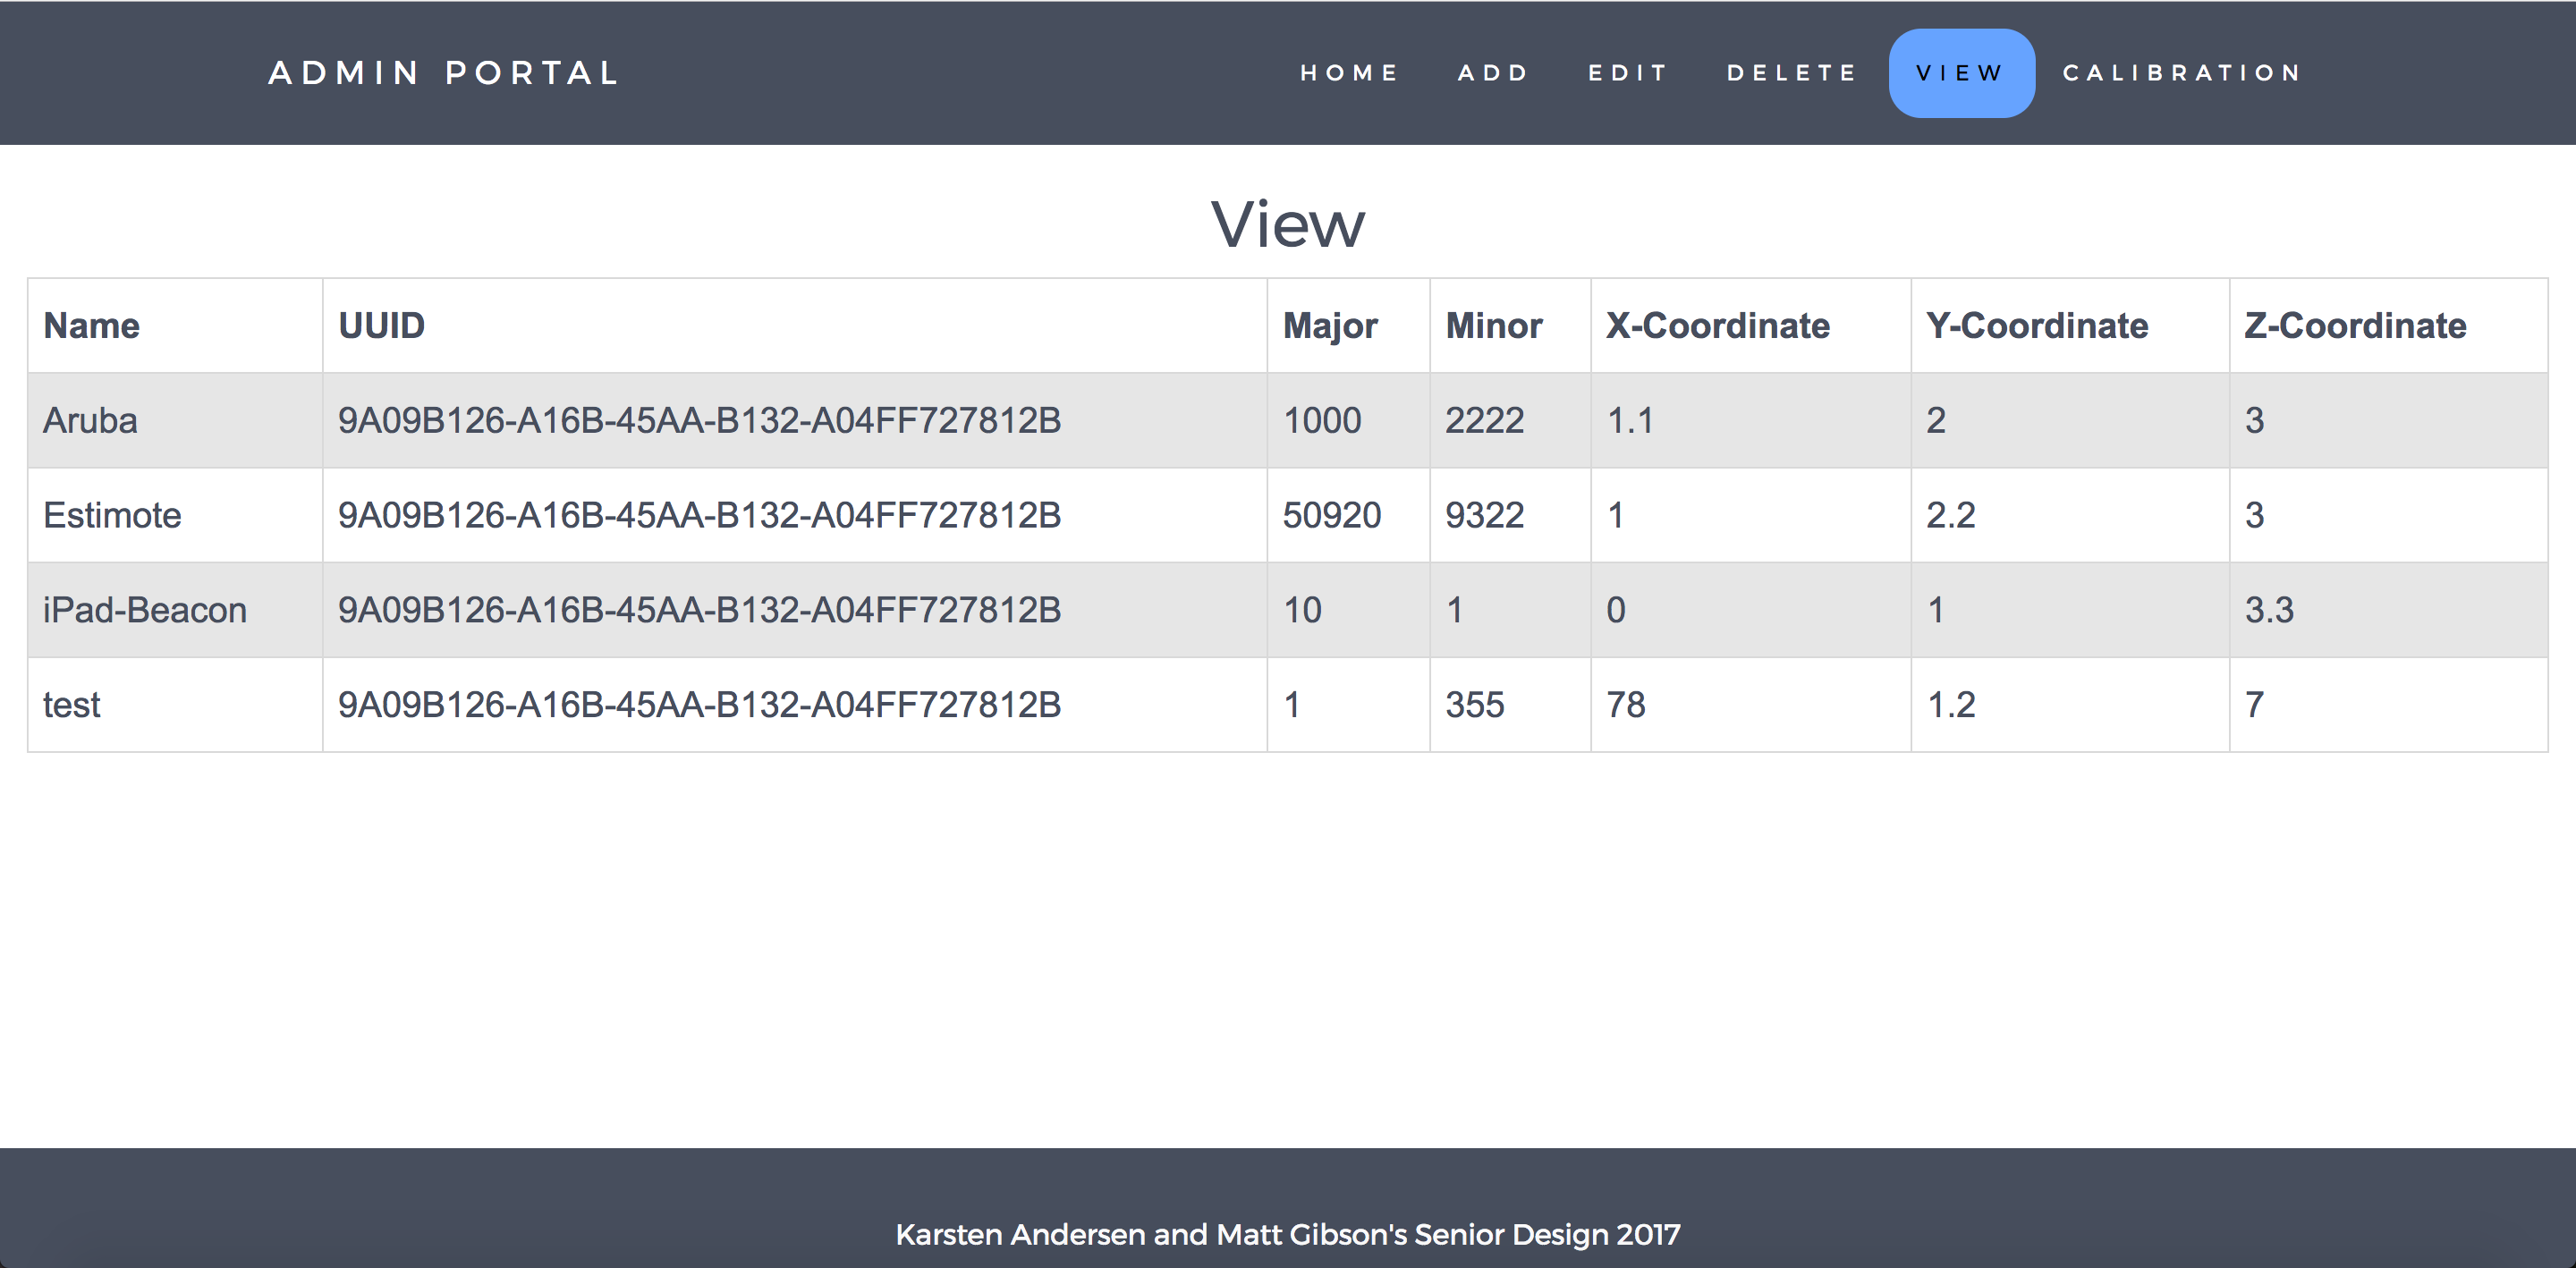 ADMIN PORTAL HOME ADD EDIT DELETE VIEW CALIBRATION
View
Name UUID Major Minor X-Coordinate Y-Coordinate Z-Coordinate
Aruba 9A09B126-A16B-45AA-B132-A04FF727812B 1000 2222 1.1 2 3
Estimote 9A09B126-A16B-45AA-B132-A04FF727812B 50920 9322 1 2.2 3
iPad-Beacon 9A09B126-A16B-45AA-B132-A04FF727812B 10 1 0 1 3.3
test 9A09B126-A16B-45AA-B132-A04FF727812B 1 355 78 1.2 7
Karsten Andersen and Matt Gibson's Senior Design 2017